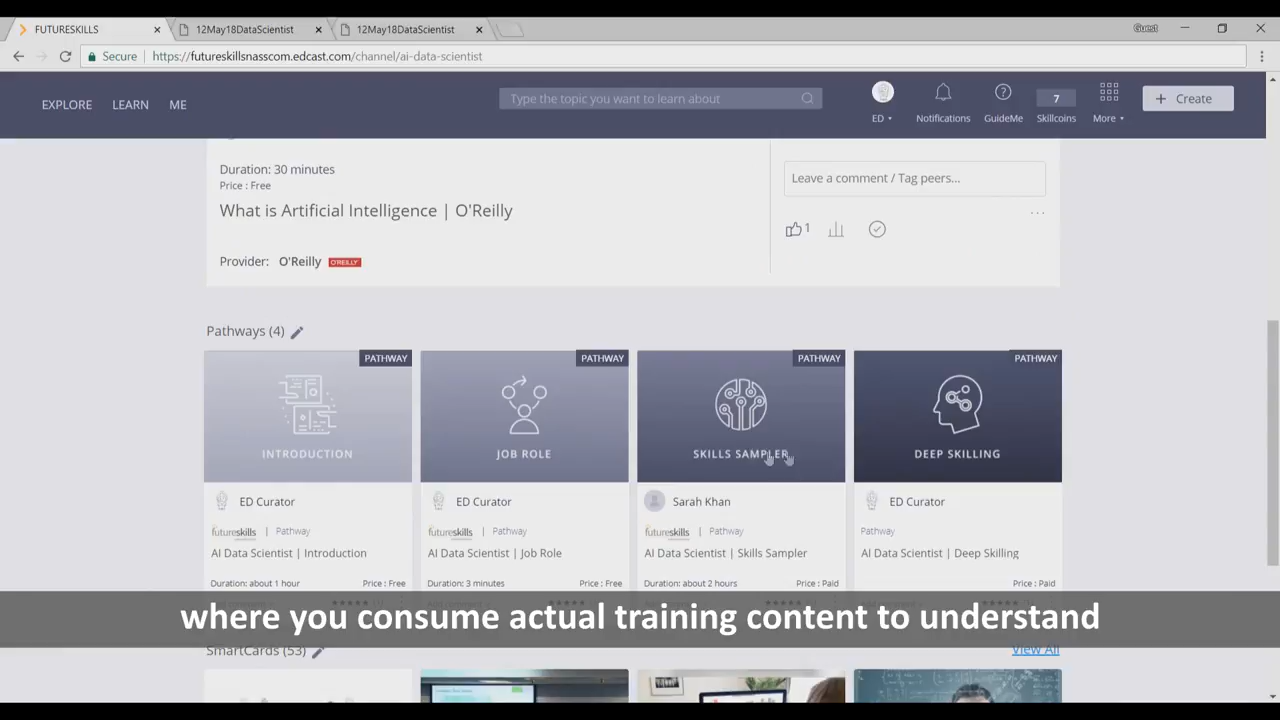 FUTURESKILLS
12May18DataScientist
12May18DataScientist
Guest
Secure
https://futureskillsnasscom.edcast.com/channel/ai-data-scientist
EXPLORE
LEARN
ME
Type the topic you want to learn about
ED
Notifications
GuideMe
7
Skillcoins
More
+ Create
Duration: 30 minutes
Price : Free
What is Artificial Intelligence | O'Reilly
Provider: O'Reilly O'REILLY
Leave a comment / Tag peers...
...
1
Pathways (4)
PATHWAY
INTRODUCTION
ED Curator
futureskills | Pathway
AI Data Scientist | Introduction
Duration: about 1 hour
Price : Free
PATHWAY
JOB ROLE
ED Curator
futureskills | Pathway
AI Data Scientist | Job Role
Duration: 3 minutes
Price : Free
PATHWAY
SKILLS SAMPLER
Sarah Khan
futureskills | Pathway
AI Data Scientist | Skills Sampler
Duration: about 2 hours
Price : Paid
PATHWAY
DEEP SKILLING
ED Curator
Pathway
AI Data Scientist | Deep Skilling
Price : Paid
where you consume actual training content to understand
SmartCards (53)
View All